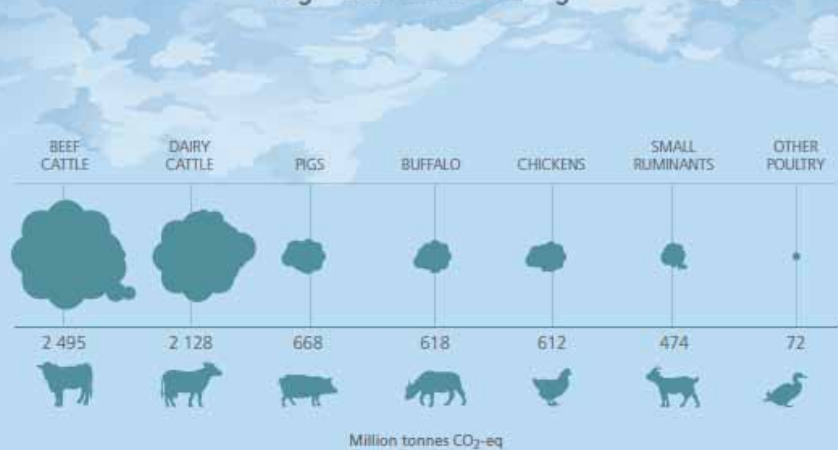 BEEF
CATTLE
DAIRY
CATTLE
PIGS
BUFFALO
CHICKENS
SMALL
RUMINANTS
OTHER
POULTRY
2 495
2 128
668
618
612
474
72
Million tonnes CO₂-eq